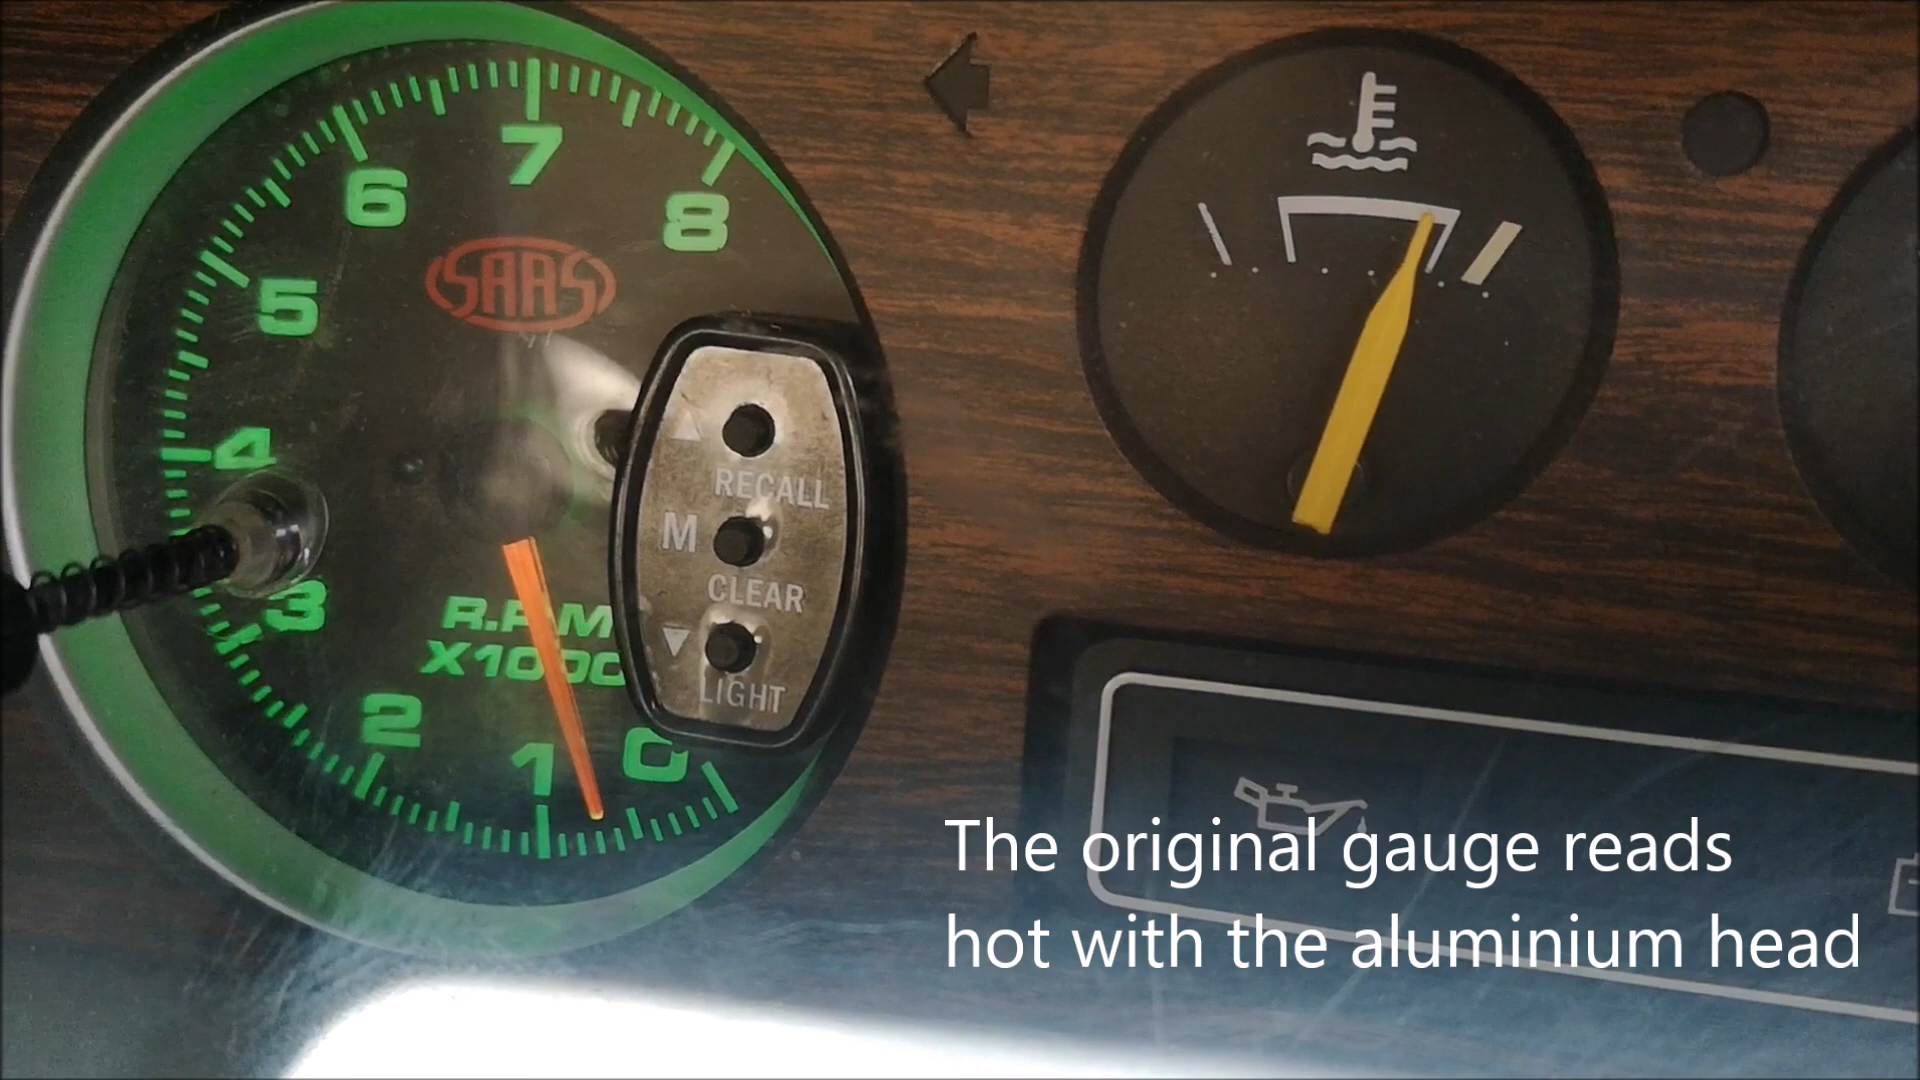 7
6
8
SAAS
5
4
RECALL
M
CLEAR
3
R.P.M
X1000
LIGHT
2
1
0
The original gauge reads
hot with the aluminium head